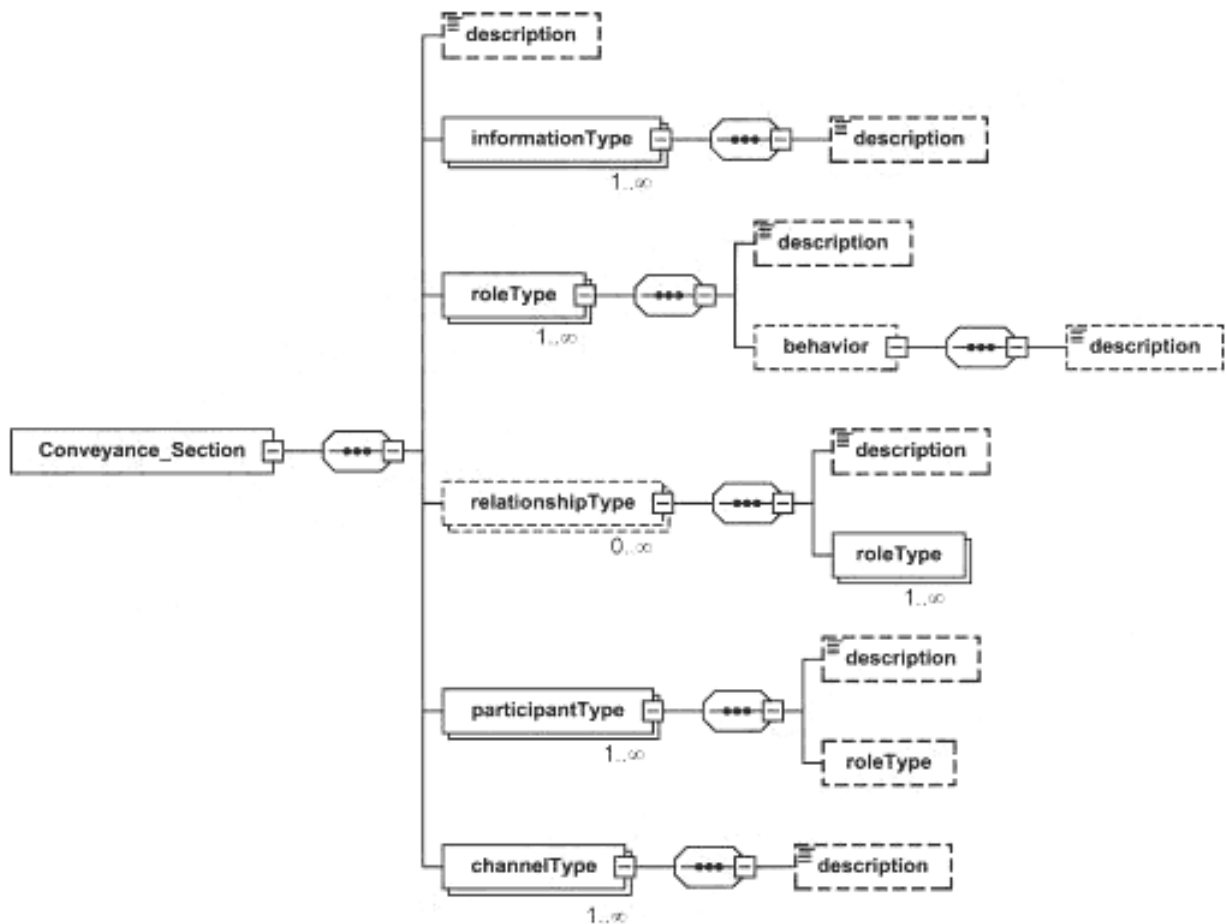 description
informationType
description
1..∞
description
roleType
1..∞
behavior
description
Conveyance_Section
description
relationshipType
0..∞
roleType
1..∞
description
participantType
1..∞
roleType
channelType
description
1..∞